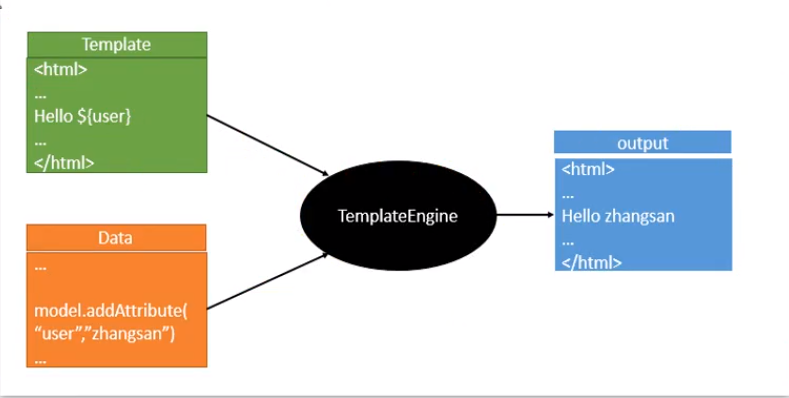 Template
<html>
...
Hello ${user}
...
</html>
Data
...
model.addAttribute(
“user”,”zhangsan”)
...
TemplateEngine
output
<html>
...
Hello zhangsan
...
</html>